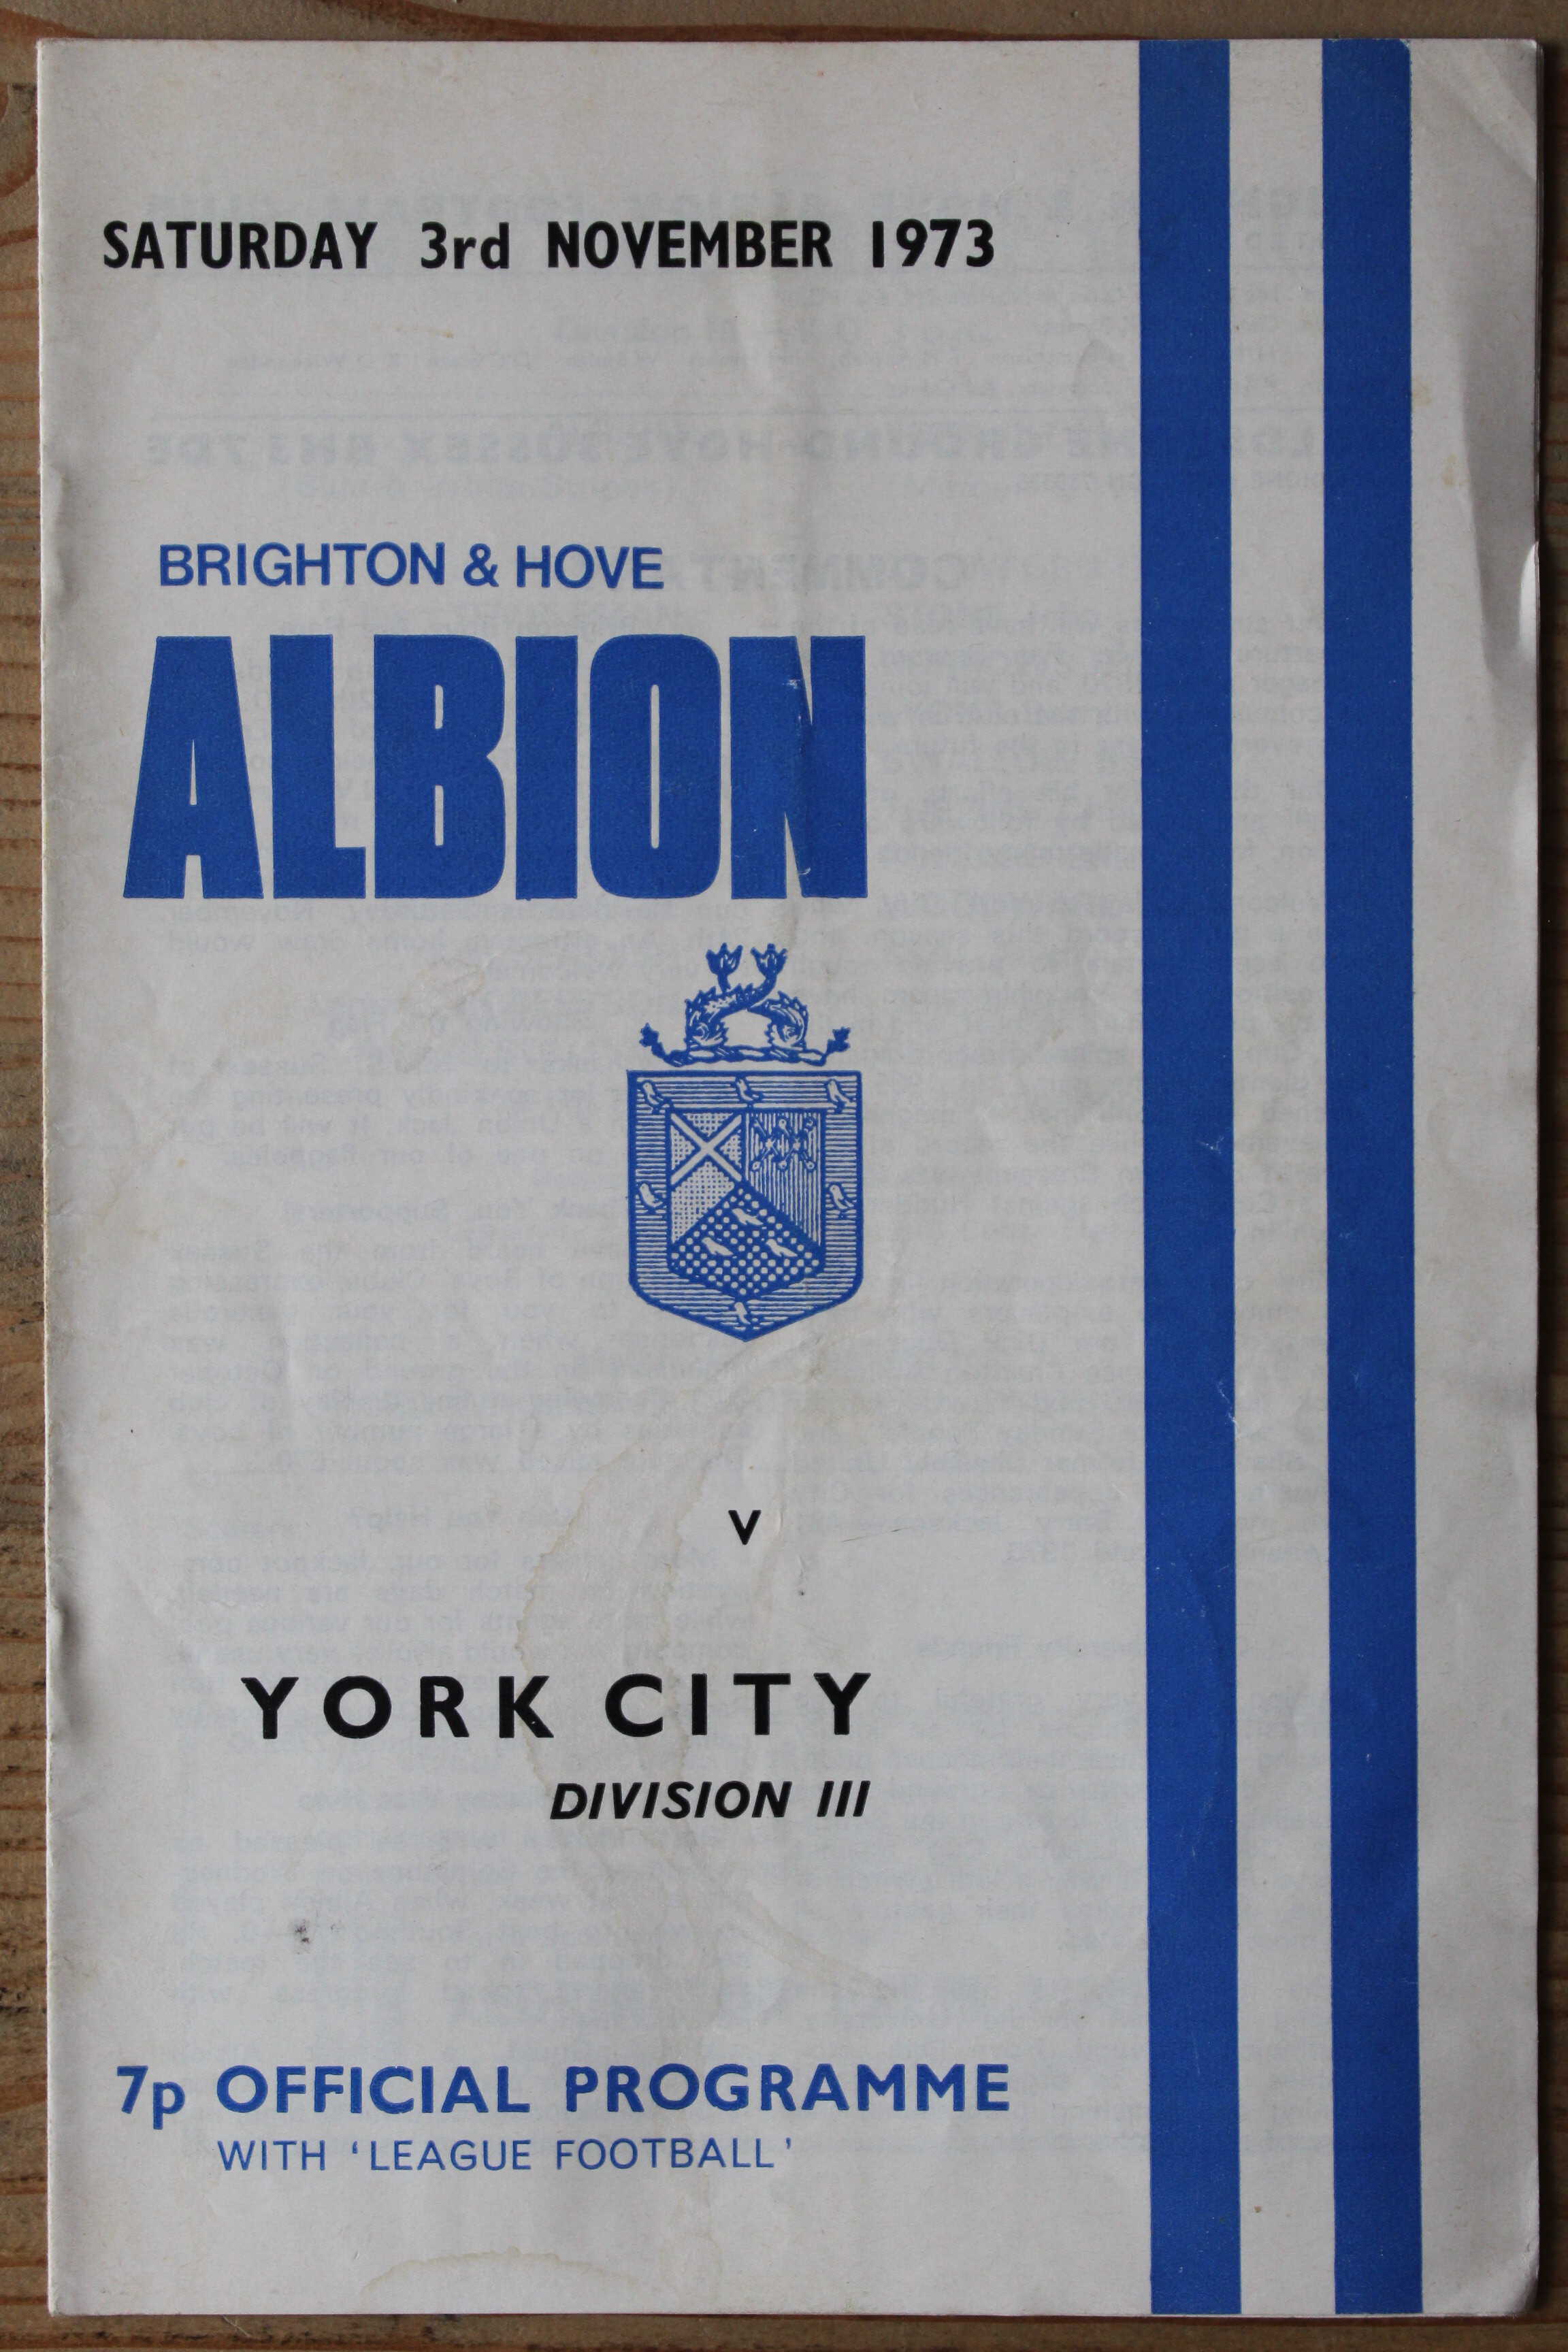 SATURDAY 3rd NOVEMBER 1973
BRIGHTON & HOVE
ALBION
v
YORK CITY
DIVISION III
7p OFFICIAL PROGRAMME
WITH 'LEAGUE FOOTBALL'